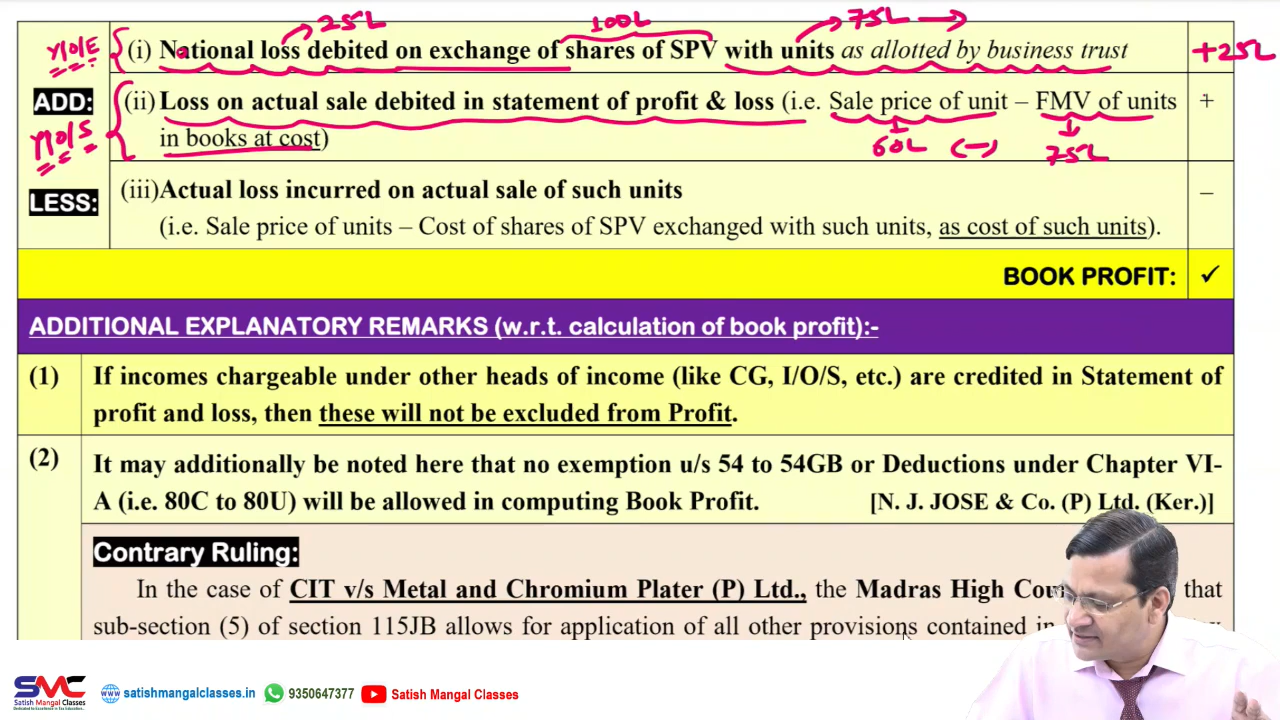 25L 100L 75L →
Y/O/E (i) National loss debited on exchange of shares of SPV with units as allotted by business trust +25L
ADD: (ii) Loss on actual sale debited in statement of profit & loss (i.e. Sale price of unit – FMV of units +
Y/O/S in books at cost) 60L (–) 75L
LESS: (iii) Actual loss incurred on actual sale of such units –
(i.e. Sale price of units – Cost of shares of SPV exchanged with such units, as cost of such units).
BOOK PROFIT: ✓
ADDITIONAL EXPLANATORY REMARKS (w.r.t. calculation of book profit):-
(1) If incomes chargeable under other heads of income (like CG, I/O/S, etc.) are credited in Statement of
profit and loss, then these will not be excluded from Profit.
(2) It may additionally be noted here that no exemption u/s 54 to 54GB or Deductions under Chapter VI-
A (i.e. 80C to 80U) will be allowed in computing Book Profit. [N. J. JOSE & Co. (P) Ltd. (Ker.)]
Contrary Ruling:
In the case of CIT v/s Metal and Chromium Plater (P) Ltd., the Madras High that
sub-section (5) of section 115JB allows for application of all other provisions contained in
SMC
Satish Mangal Classes
satishmangalclasses.in 9350647377 Satish Mangal Classes